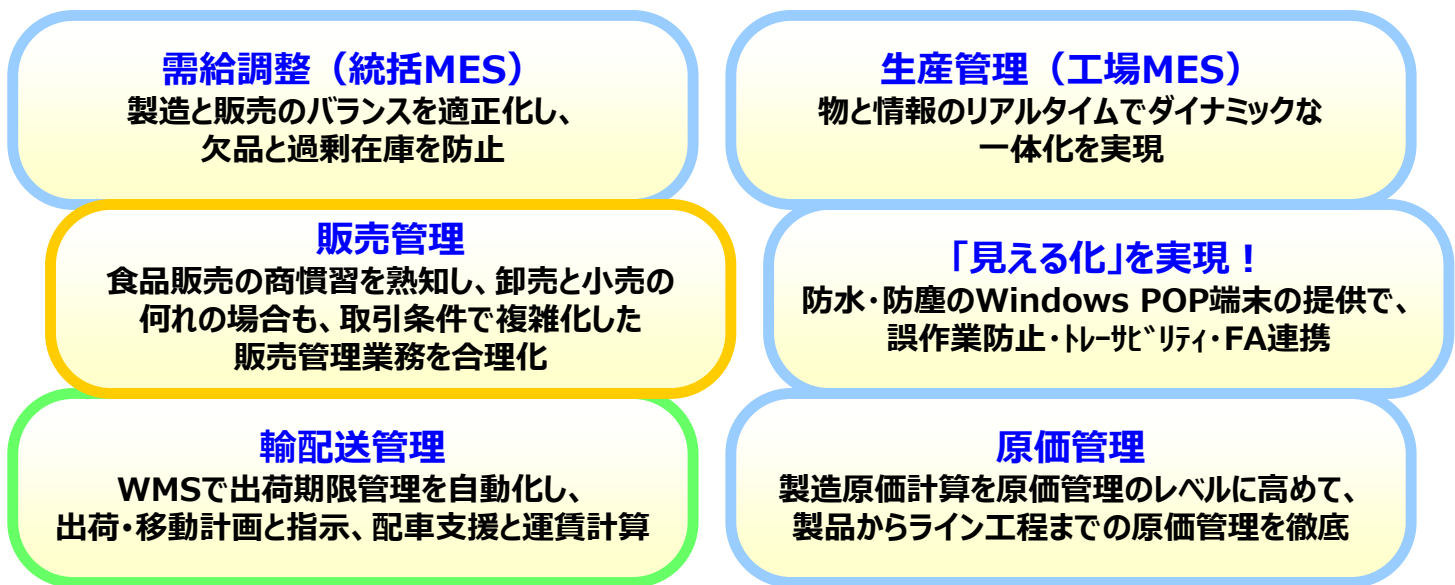 需給調整（統括MES）
製造と販売のバランスを適正化し、
欠品と過剰在庫を防止
生産管理（工場MES）
物と情報のリアルタイムでダイナミックな
一体化を実現
販売管理
食品販売の商慣習を熟知し、卸売と小売の
何れの場合も、取引条件で複雑化した
販売管理業務を合理化
「見える化」を実現！
防水・防塵のWindows POP端末の提供で、
誤作業防止・ﾄﾚｰｻﾋﾞﾘﾃｨ・FA連携
輸配送管理
WMSで出荷期限管理を自動化し、
出荷・移動計画と指示、配車支援と運賃計算
原価管理
製造原価計算を原価管理のレベルに高めて、
製品からライン工程までの原価管理を徹底